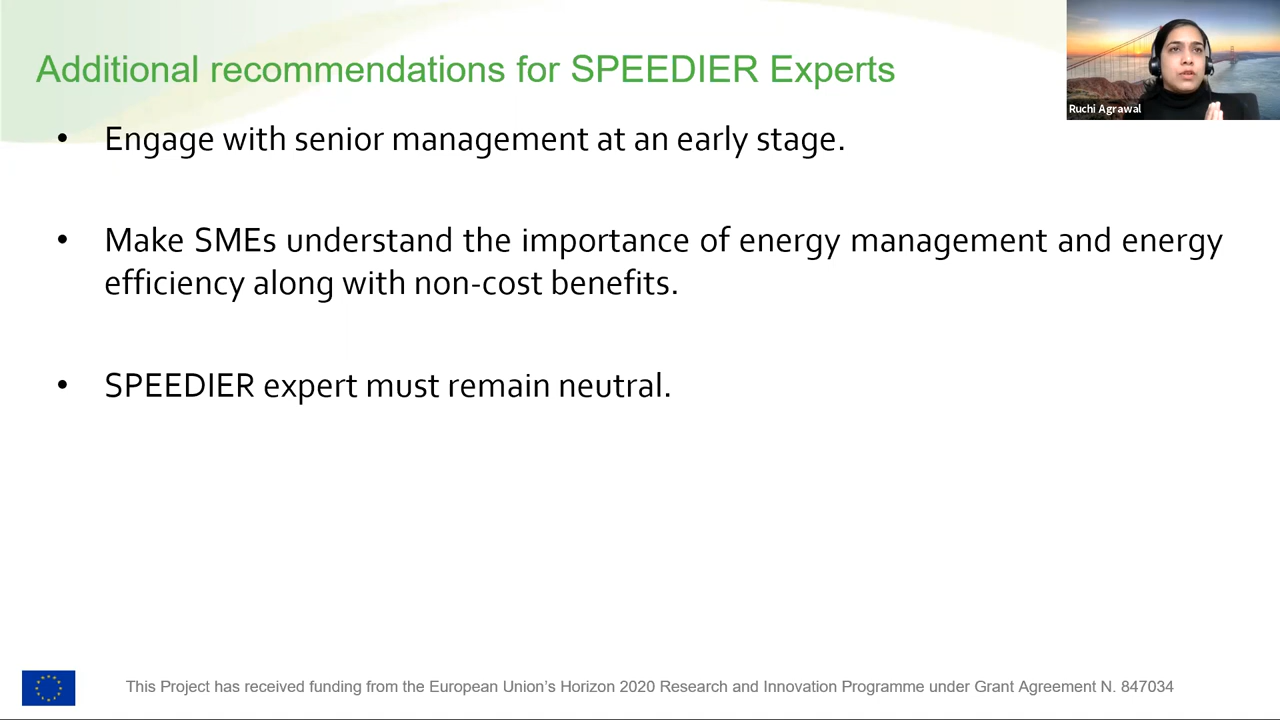 Additional recommendations for SPEEDIER Experts
Ruchi Agrawal
• Engage with senior management at an early stage.
• Make SMEs understand the importance of energy management and energy
efficiency along with non-cost benefits.
• SPEEDIER expert must remain neutral.
This Project has received funding from the European Union’s Horizon 2020 Research and Innovation Programme under Grant Agreement N. 847034